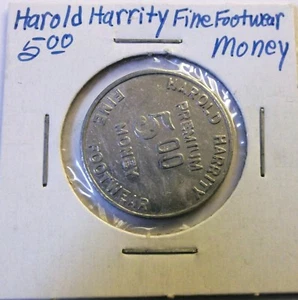 Harold Harrity Fine Footwear
5.00 Money
HAROLD HARRITY
PREMIUM
5.00
MONEY
FINE FOOTWEAR